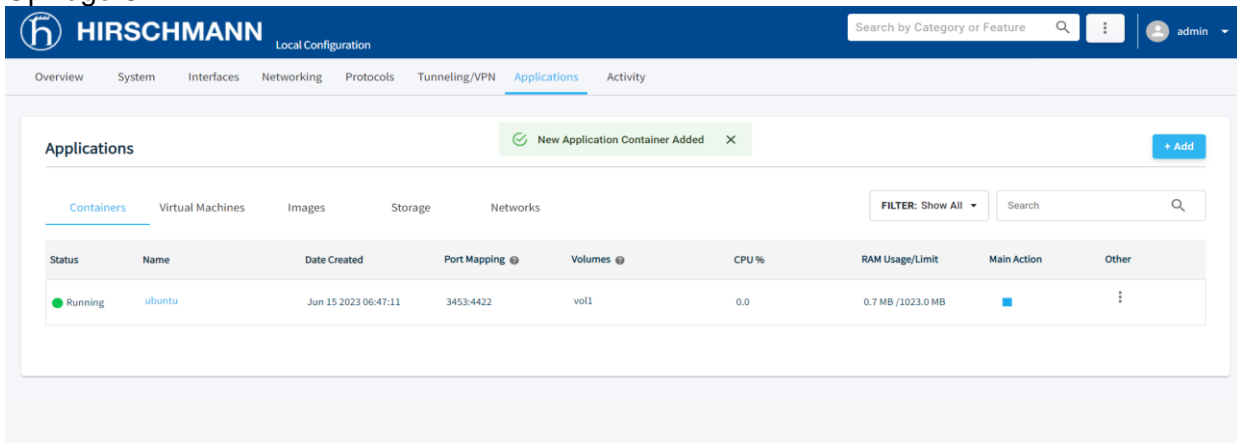 HIRSCHMANN Local Configuration Search by Category or Feature admin
Overview System Interfaces Networking Protocols Tunneling/VPN Applications Activity
New Application Container Added
Applications + Add
Containers Virtual Machines Images Storage Networks FILTER: Show All Search
Status Name Date Created Port Mapping Volumes CPU % RAM Usage/Limit Main Action Other
Running ubuntu Jun 15 2023 06:47:11 3453:4422 vol1 0.0 0.7 MB /1023.0 MB